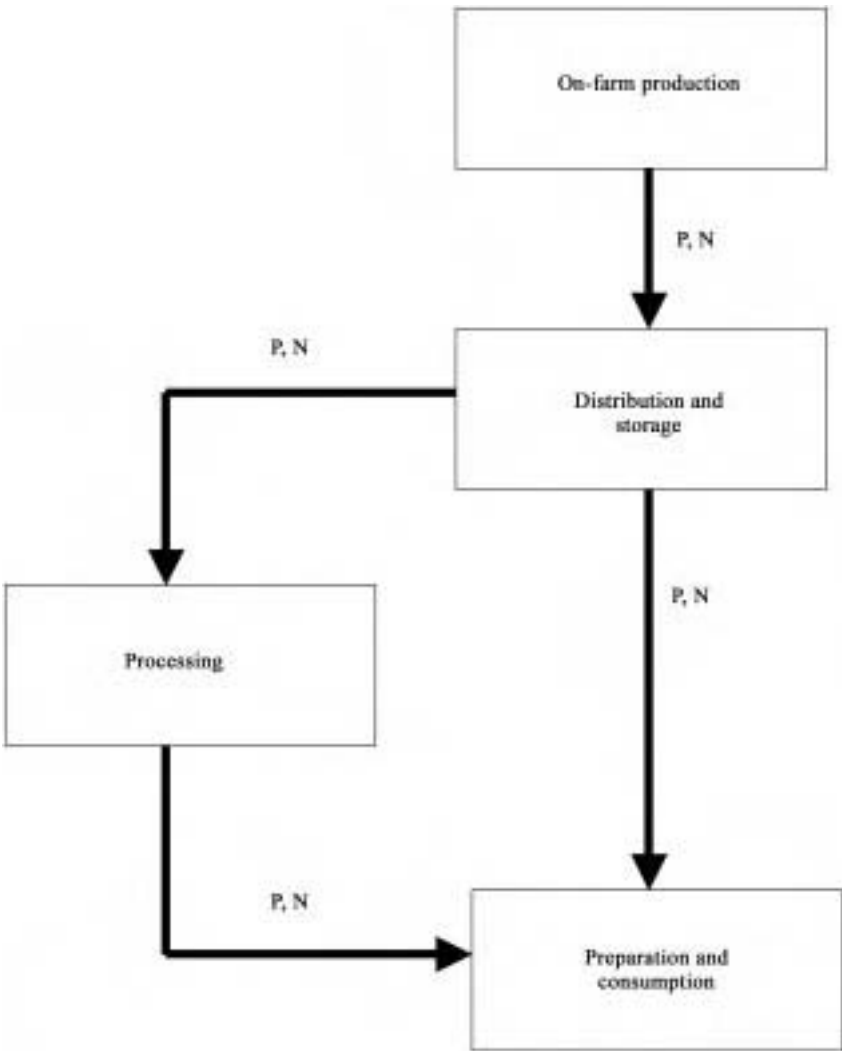 On-farm production
P, N
P, N
Distribution and
storage
P, N
Processing
P, N
Preparation and
consumption